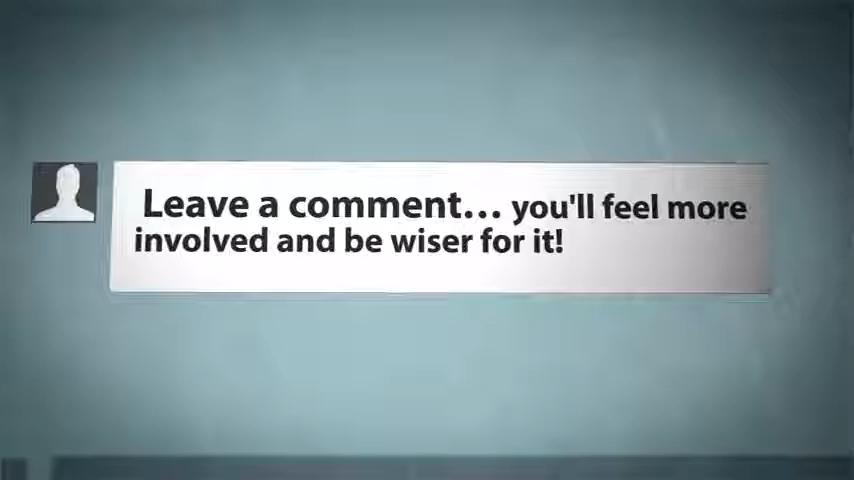 Leave a comment... you'll feel more
involved and be wiser for it!